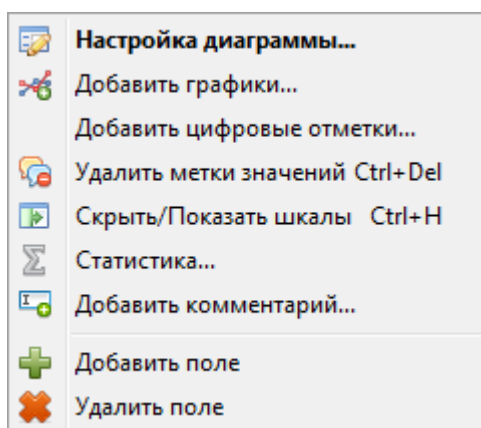 Настройка диаграммы...
Добавить графики...
Добавить цифровые отметки...
Удалить метки значений Ctrl+Del
Скрыть/Показать шкалы Ctrl+H
Статистика...
Добавить комментарий...
Добавить поле
Удалить поле